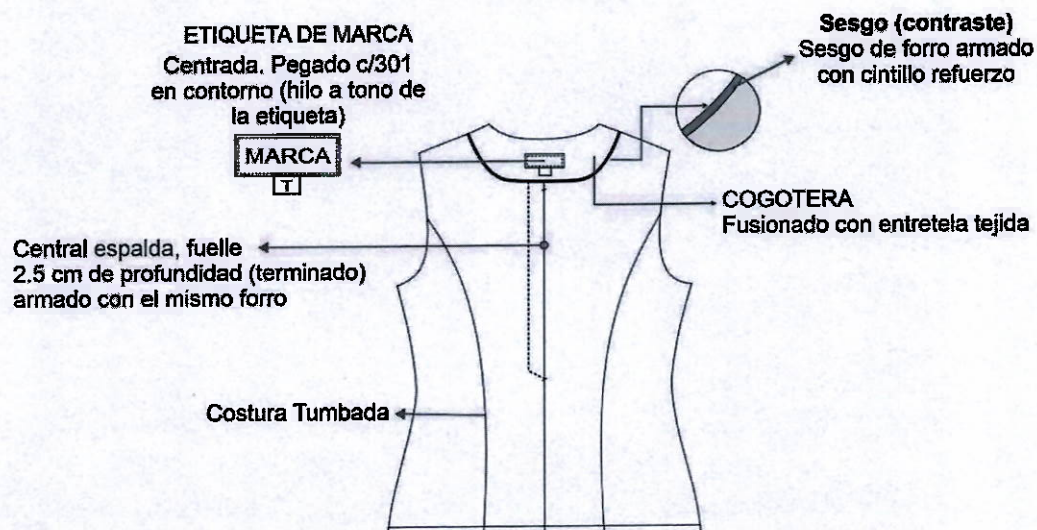 ETIQUETA DE MARCA
Centrada. Pegado c/301
en contorno (hilo a tono de
la etiqueta)
MARCA
T
Sesgo (contraste)
Sesgo de forro armado
con cintillo refuerzo
COGOTERA
Fusionado con entretela tejida
Central espalda, fuelle
2.5 cm de profundidad (terminado)
armado con el mismo forro
Costura Tumbada